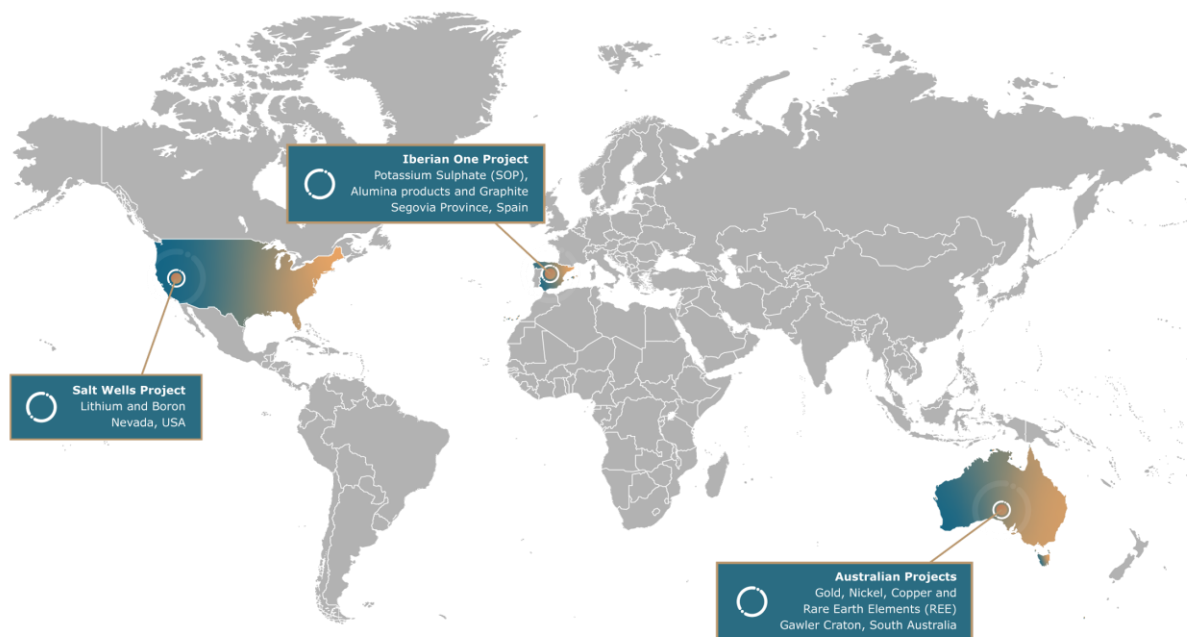 Iberian One Project
Potassium Sulphate (SOP),
Alumina products and Graphite
Segovia Province, Spain
Salt Wells Project
Lithium and Boron
Nevada, USA
Australian Projects
Gold, Nickel, Copper and
Rare Earth Elements (REE)
Gawler Craton, South Australia